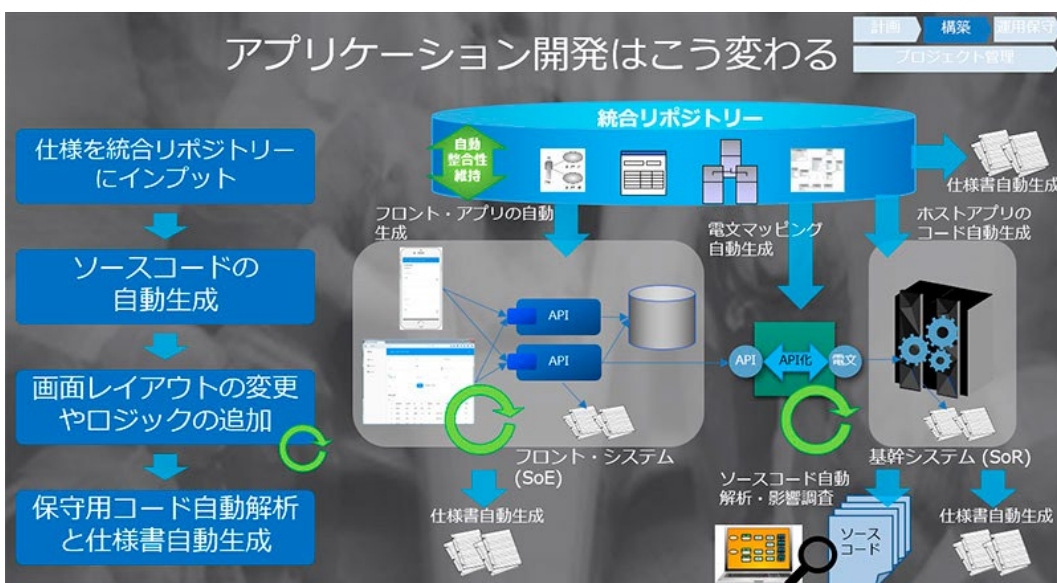 アプリケーション開発はこう変わる
計画
構築
運用保守
プロジェクト管理
仕様を統合リポジトリー
にインプット
ソースコードの
自動生成
画面レイアウトの変更
やロジックの追加
保守用コード自動解析
と仕様書自動生成
統合リポジトリー
自動
整合性
維持
仕様書自動生成
フロント・アプリの自動
生成
電文マッピング
自動生成
ホストアプリの
コード自動生成
API
API
API
API化
電文
フロント・システム
(SoE)
基幹システム (SoR)
仕様書自動生成
ソースコード自動
解析・影響調査
ソース
コード
仕様書自動生成